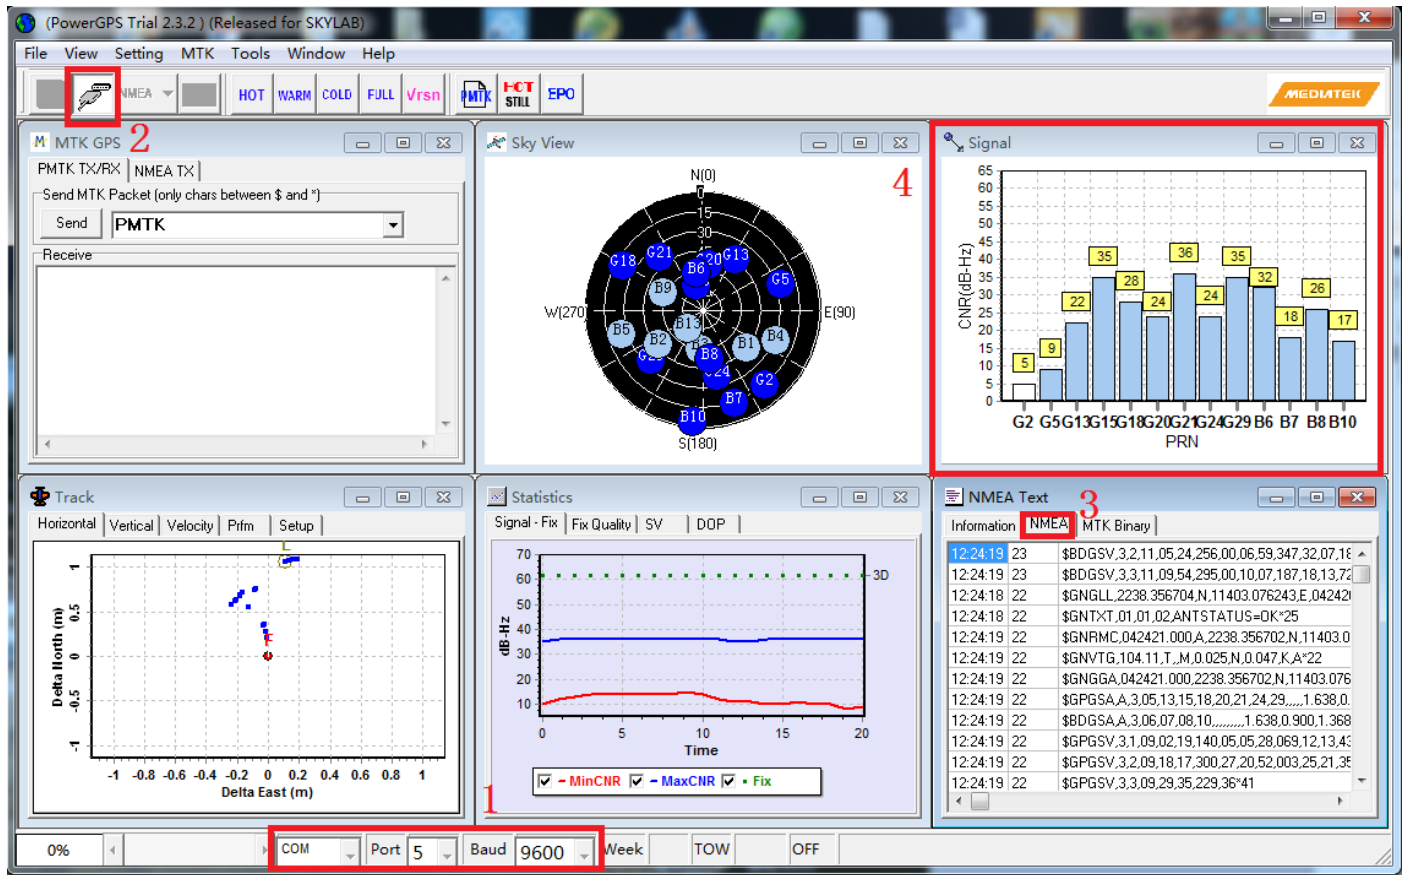 (PowerGPS Trial 2.3.2 ) (Released for SKYLAB)
File View Setting MTK Tools Window Help
NMEA HOT WARM COLD FULL Vrsn PMTK HOT STILL EPO MEDIATEK
2
MTK GPS
PMTK TX/RX NMEA TX
Send MTK Packet (only chars between $ and *)
Send PMTK
Receive
Sky View
4
N(0)
0
15
30
G18 G21 B6 20 G13
B9 G5
W(270) E(90)
B5 B2 B13 B8 B1 B4
24 G2
B7
B10
S(180)
Signal
CNR(dB-Hz)
65
60
55
50
45
40
35
30
25
20
15
10
5
0
5 9 22 35 28 24 36 24 35 32 18 26 17
G2 G5 G13 G15 G18 G20 G21 G24 G29 B6 B7 B8 B10
PRN
Track
Horizontal Vertical Velocity Prfm Setup
Delta North (m)
1
0.5
0
-0.5
-1
-1 -0.8 -0.6 -0.4 -0.2 0 0.2 0.4 0.6 0.8 1
Delta East (m)
Statistics
Signal - Fix Fix Quality SV DOP
dB-Hz
70
60
50
40
30
20
10
3D
0 5 10 15 20
Time
MinCNR MaxCNR Fix
1
NMEA Text
3
Information NMEA MTK Binary
12:24:19 23 $BDGSV,3,2,11,05,24,256,00,06,59,347,32,07,18
12:24:19 23 $BDGSV,3,3,11,09,54,295,00,10,07,187,18,13,72
12:24:18 22 $GNGLL,2238.356704,N,11403.076243,E,04242
12:24:18 22 $GNTXT,01,01,02,ANTSTATUS=OK*25
12:24:19 22 $GNRMC,042421.000,A,2238.356702,N,11403.0
12:24:19 22 $GNVTG,104.11,T,,M,0.025,N,0.047,K,A*22
12:24:19 22 $GNGGA,042421.000,2238.356702,N,11403.076
12:24:19 22 $GPGSA,A,3,05,13,15,18,20,21,24,29,,,,,1.638,0.
12:24:19 22 $BDGSA,A,3,06,07,08,10,,,,,,,,,1.638,0.900,1.368
12:24:19 22 $GPGSV,3,1,09,02,19,140,05,05,28,069,12,13,43
12:24:19 22 $GPGSV,3,2,09,18,17,300,27,20,52,003,25,21,35
12:24:19 22 $GPGSV,3,3,09,29,35,229,36*41
0% COM Port 5 Baud 9600 Week TOW OFF